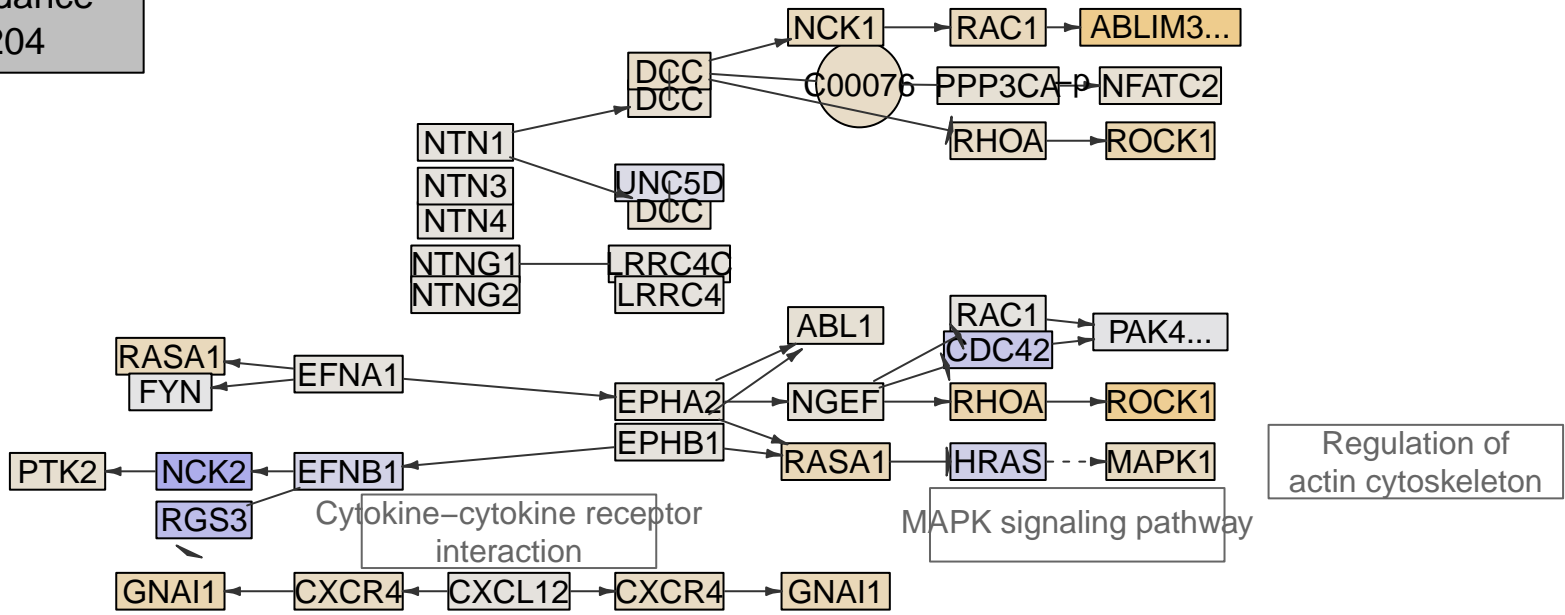 204
NCK1
RAC1
ABLIM3...
DCC
DCC
C00076
PPP3CA
-p
NFATC2
NTN1
RHOA
ROCK1
NTN3
NTN4
UNC5D
DCC
NTNG1
NTNG2
LRRC4C
LRRC4
ABL1
RAC1
CDC42
PAK4...
RASA1
FYN
EFNA1
EPHA2
EPHB1
NGEF
RHOA
ROCK1
PTK2
NCK2
EFNB1
RASA1
HRAS
MAPK1
Regulation of
actin cytoskeleton
RGS3
Cytokine−cytokine receptor
interaction
MAPK signaling pathway
GNAI1
CXCR4
CXCL12
CXCR4
GNAI1